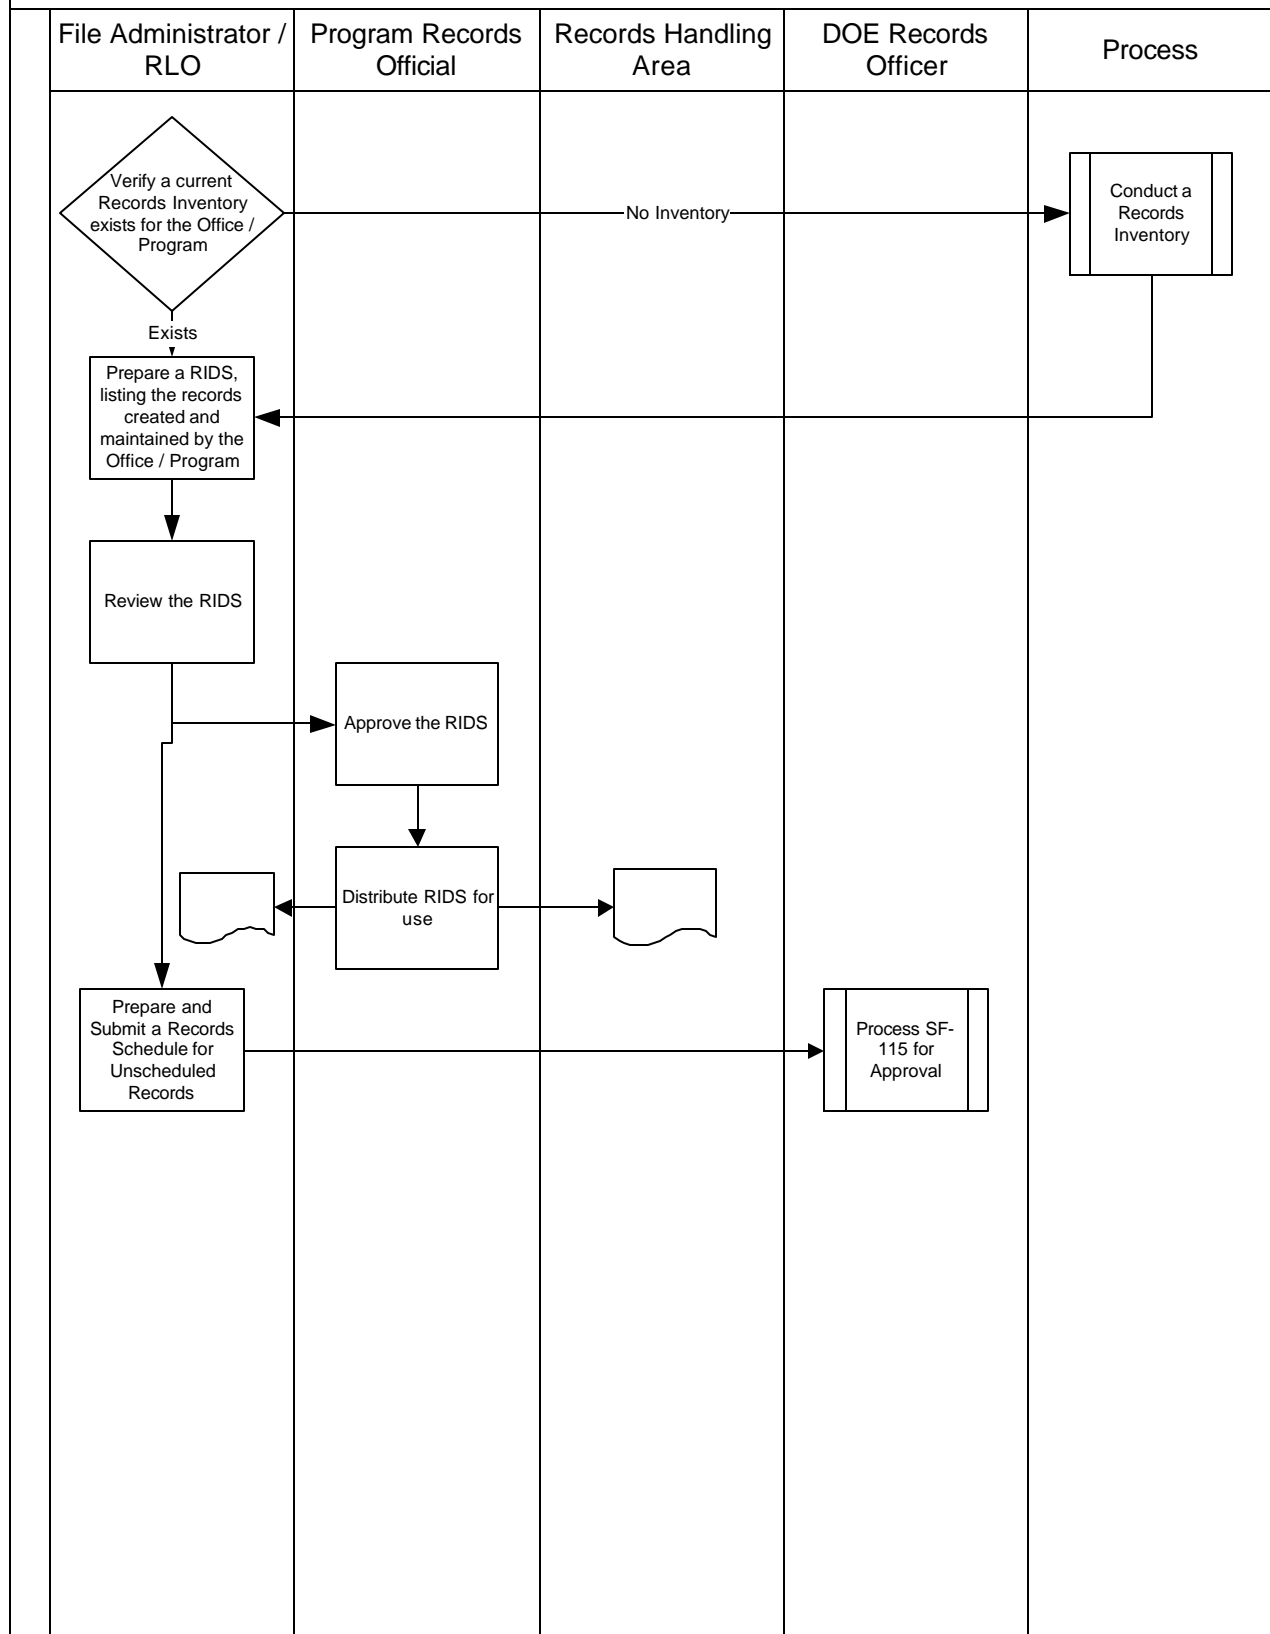 File Administrator /
RLO
Program Records
Official
Records Handling
Area
DOE Records
Officer
Process
Verify a current
Records Inventory
exists for the Office /
Program
No Inventory
Conduct a
Records
Inventory
Exists
Prepare a RIDS,
listing the records
created and
maintained by the
Office / Program
Review the RIDS
Approve the RIDS
Distribute RIDS for
use
Prepare and
Submit a Records
Schedule for
Unscheduled
Records
Process SF-
115 for
Approval